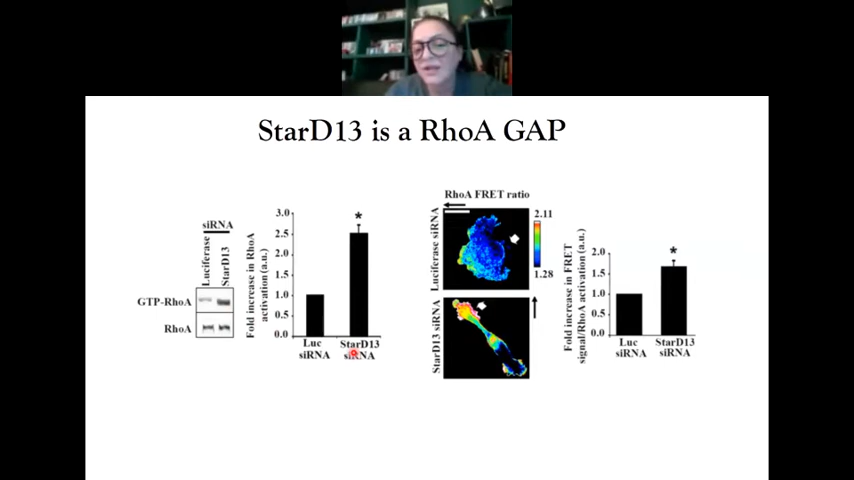 StarD13 is a RhoA GAP
siRNA
Luciferase
StarD13
GTP-RhoA
RhoA
Fold increase in RhoA
activation (a.u.)
3.0
2.5
2.0
1.5
1.0
0.5
0.0
*
Luc
siRNA
StarD13
siRNA
RhoA FRET ratio
Luciferase siRNA
StarD13 siRNA
2.11
1.28
Fold increase in FRET
signal/RhoA activation (a.u.)
2.0
1.5
1.0
0.5
0.0
*
Luc
siRNA
StarD13
siRNA